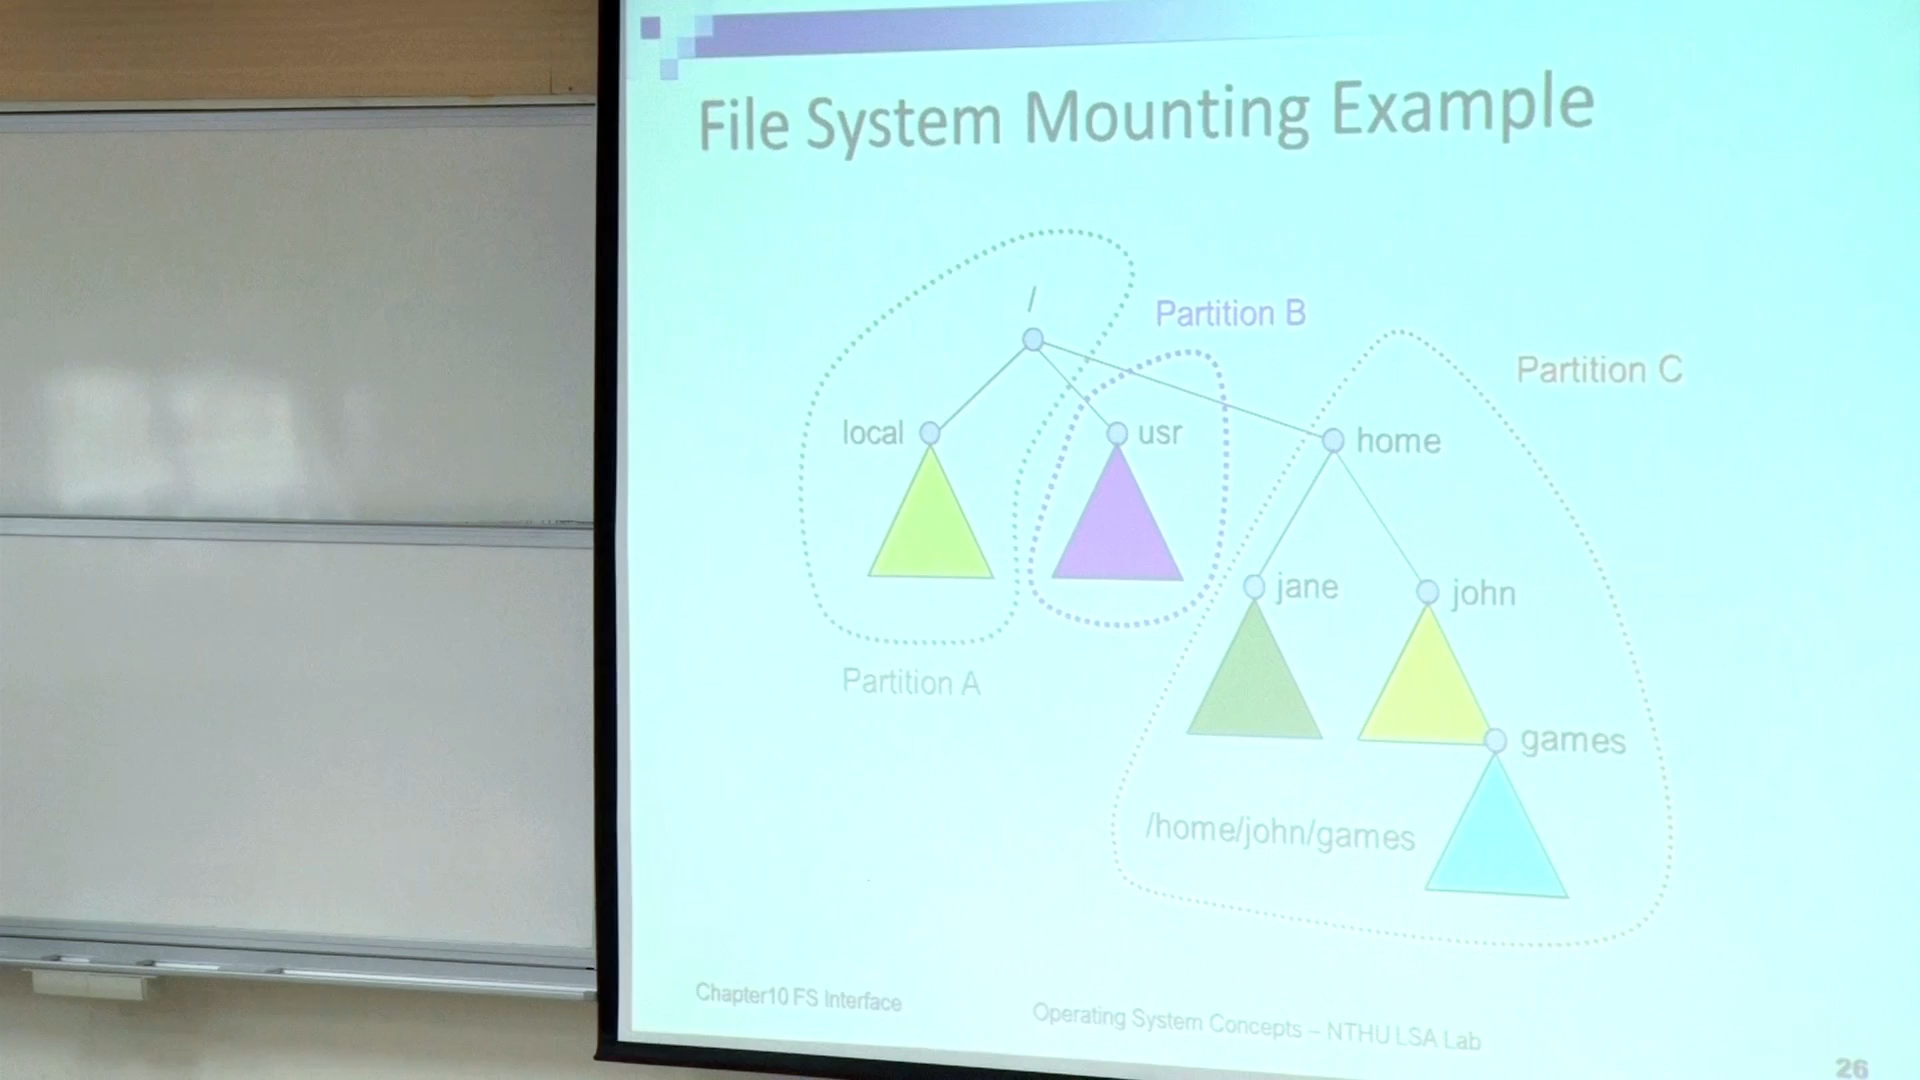 File System Mounting Example
/
Partition B
Partition C
local
usr
home
jane
john
Partition A
games
/home/john/games
Chapter10 FS Interface
Operating System Concepts – NTHU LSA Lab
26